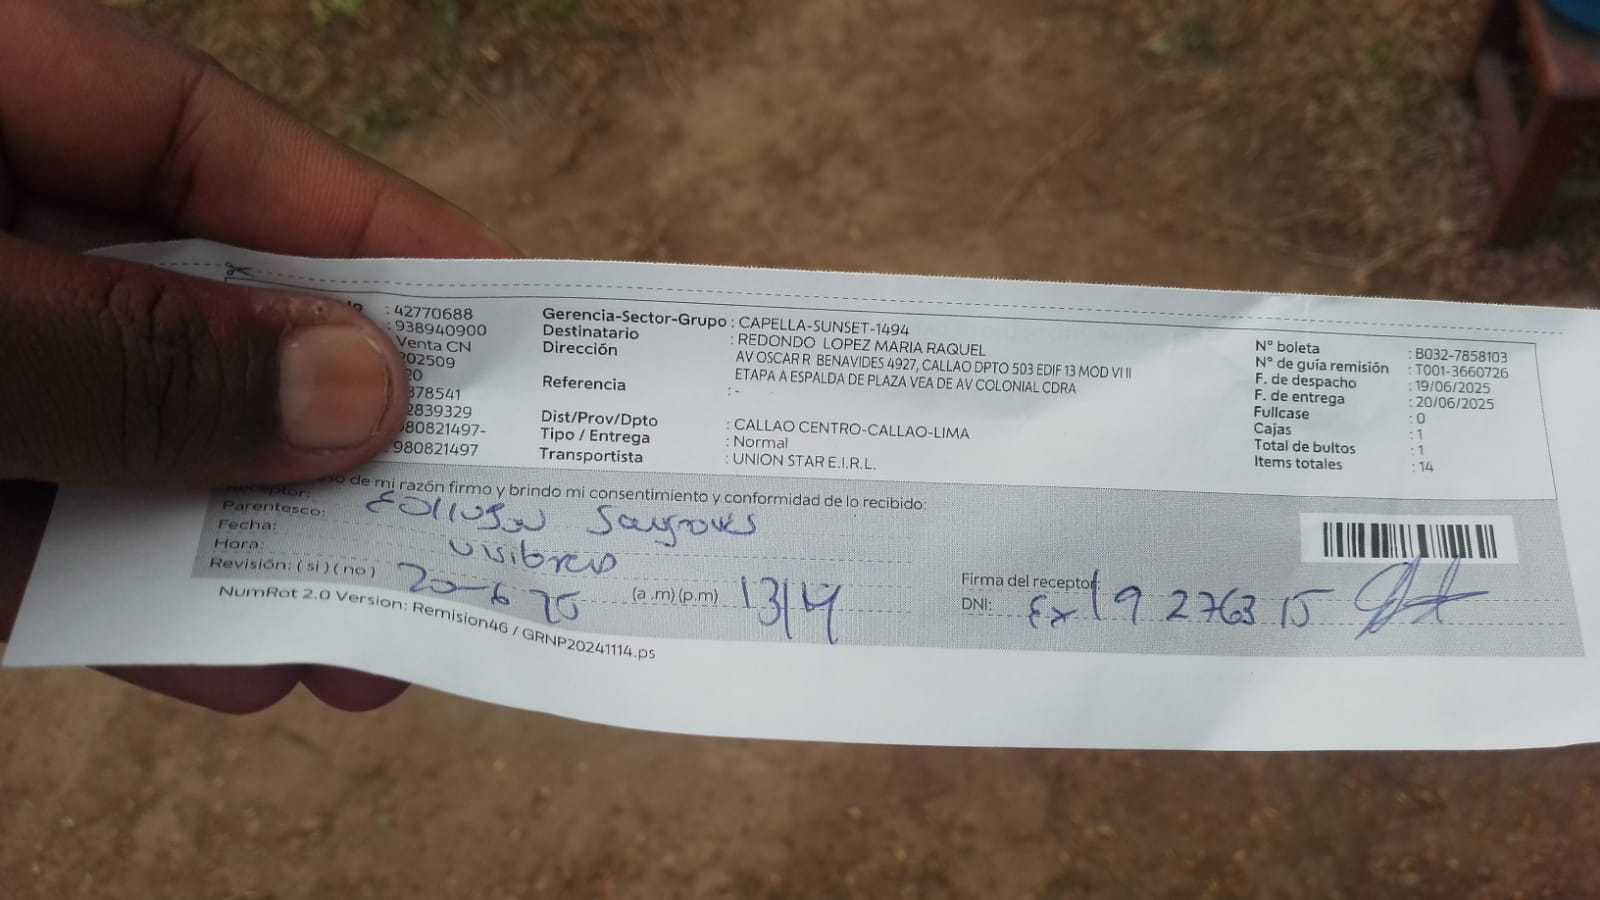 : 42770688
: 938940900
Venta CN
202509
20
378541
2839329
980821497-
980821497
Gerencia-Sector-Grupo : CAPELLA-SUNSET-1494
Destinatario : REDONDO LOPEZ MARIA RAQUEL
Dirección AV OSCAR R BENAVIDES 4927, CALLAO DPTO 503 EDIF 13 MOD VI II
ETAPA A ESPALDA DE PLAZA VEA DE AV COLONIAL CDRA
Referencia : -
Dist/Prov/Dpto : CALLAO CENTRO-CALLAO-LIMA
Tipo / Entrega : Normal
Transportista : UNION STAR E.I.R.L.
N° boleta : B032-7858103
N° de guía remisión : T001-3660726
F. de despacho : 19/06/2025
F. de entrega : 20/06/2025
Fullcase : 0
Cajas : 1
Total de bultos : 1
Items totales : 14
de mi razón firmo y brindo mi consentimiento y conformidad de lo recibido:
Receptor:
Parentesco:
Fecha:
Hora: (a .m) (p.m) 13/14
Revisión: ( si ) ( no )
Firma del receptor
DNI: Ex 19 2763 15
NumRot 2.0 Version: Remision46 / GRNP20241114.ps